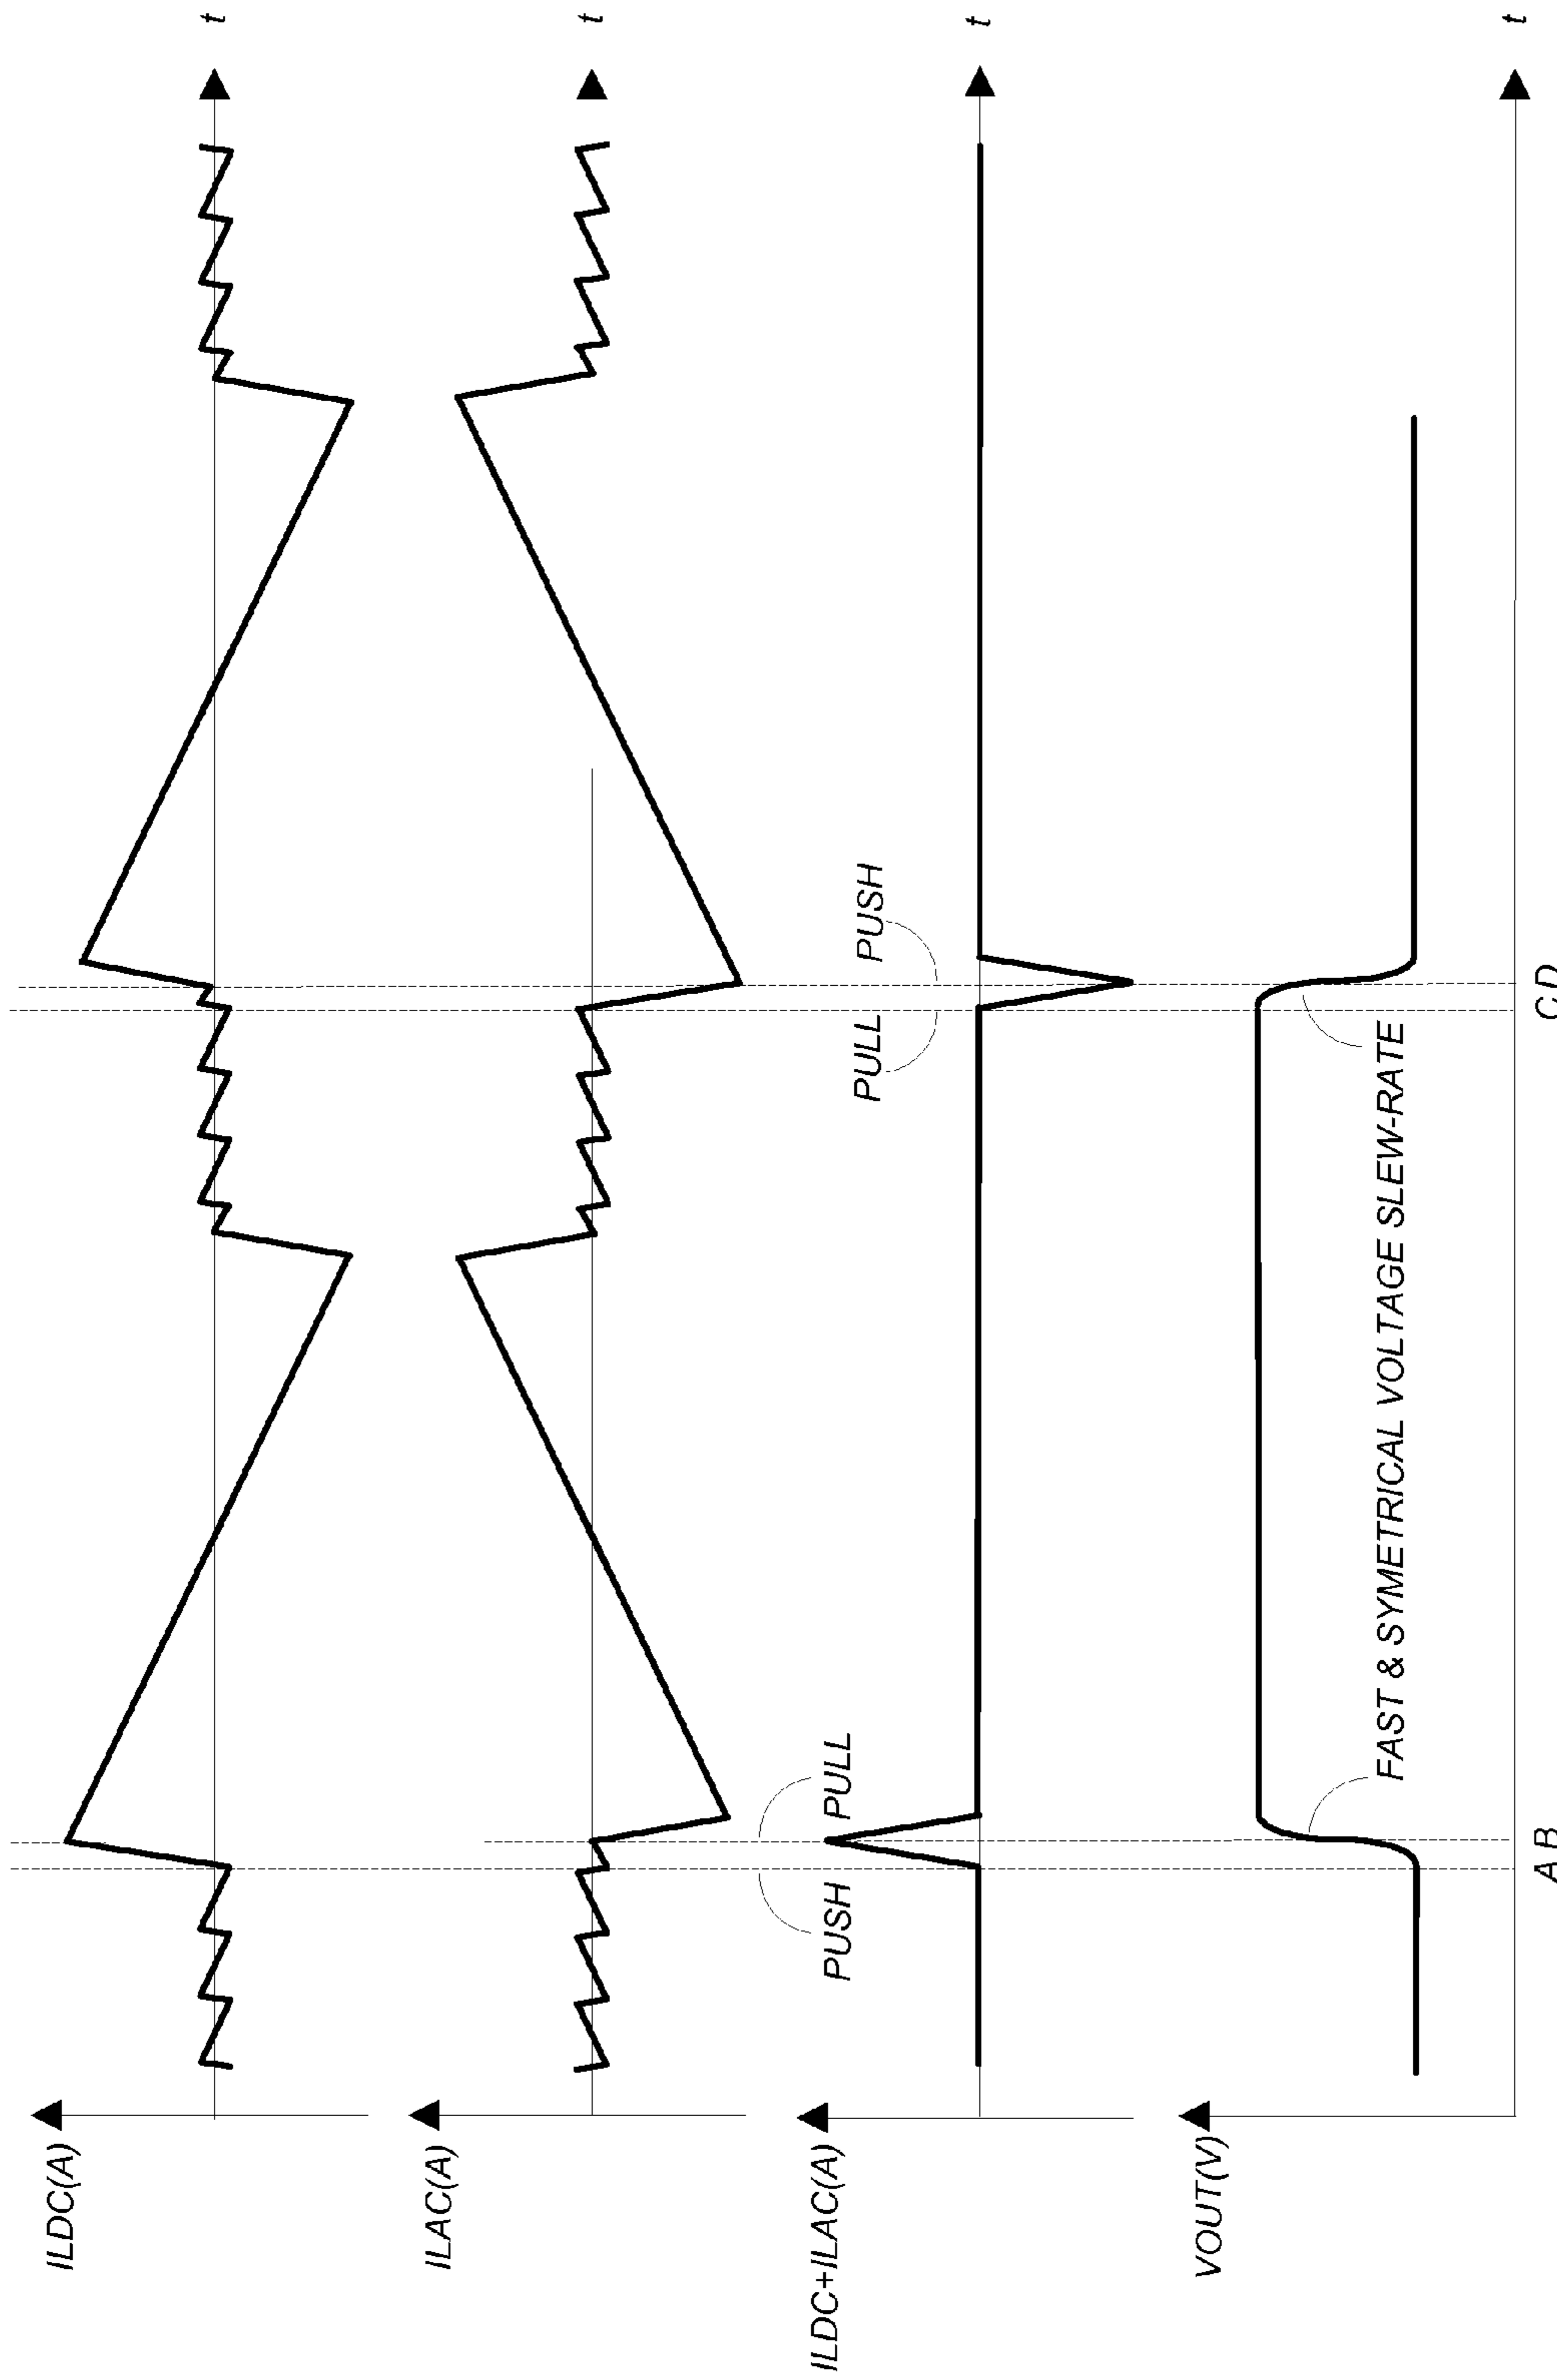 ILDC(A)
t
ILAC(A)
t
ILDC+ILAC(A)
PUSH
PULL
PULL
PUSH
t
VOUT(V)
FAST & SYMETRICAL VOLTAGE SLEW-RATE
t
A B
C D